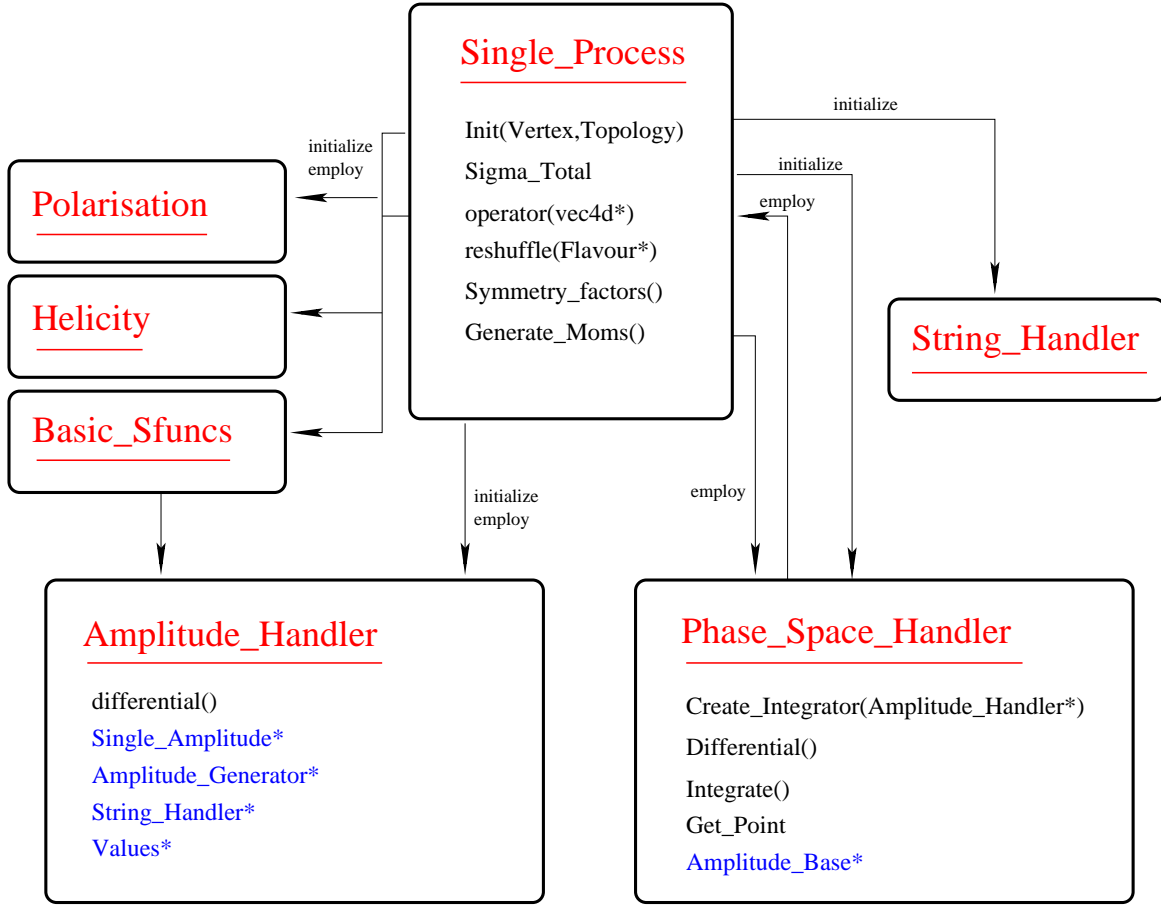 Single_Process
Init(Vertex,Topology)
Sigma_Total
operator(vec4d*)
reshuffle(Flavour*)
Symmetry_factors()
Generate_Moms()
initialize
employ
Polarisation
Helicity
Basic_Sfuncs
initialize
initialize
employ
String_Handler
initialize
employ
employ
Amplitude_Handler
differential()
Single_Amplitude*
Amplitude_Generator*
String_Handler*
Values*
Phase_Space_Handler
Create_Integrator(Amplitude_Handler*)
Differential()
Integrate()
Get_Point
Amplitude_Base*